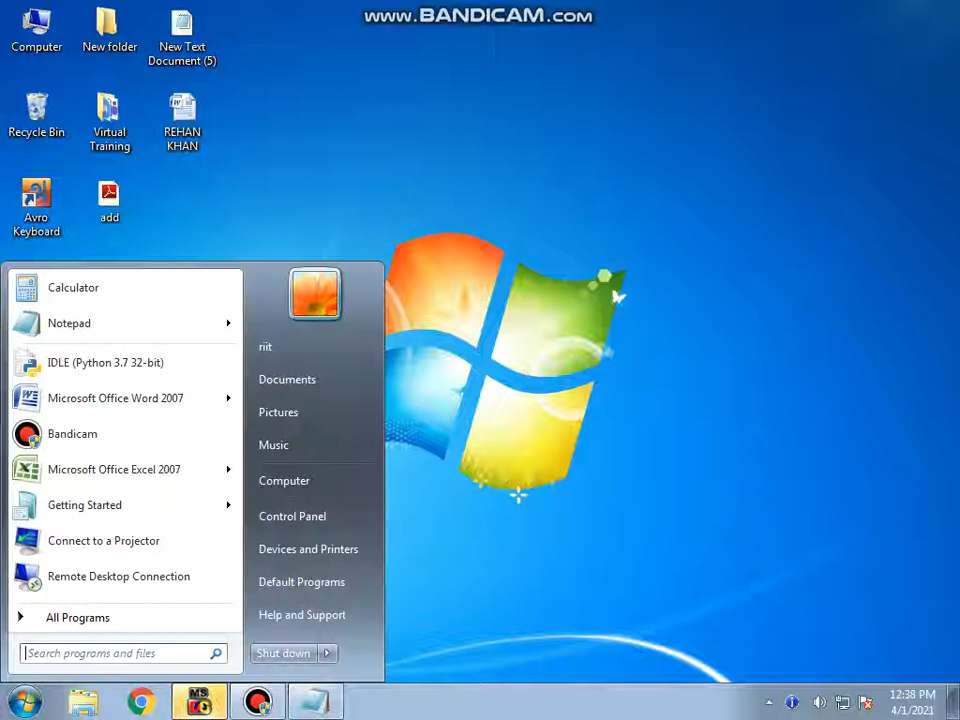 www.BANDICAM.com
Computer
New folder
New Text
Document (5)
Recycle Bin
Virtual
Training
REHAN
KHAN
Avro
Keyboard
add
Calculator
Notepad
IDLE (Python 3.7 32-bit)
Microsoft Office Word 2007
Bandicam
Microsoft Office Excel 2007
Getting Started
Connect to a Projector
Remote Desktop Connection
All Programs
Search programs and files
riit
Documents
Pictures
Music
Computer
Control Panel
Devices and Printers
Default Programs
Help and Support
Shut down
MS
12:38 PM
4/1/2021